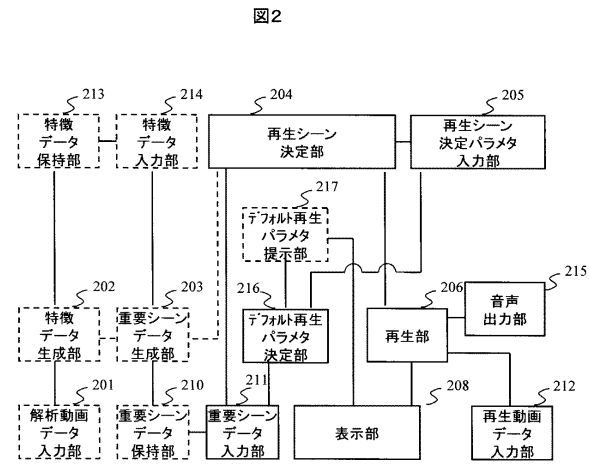 図2
213
特徴
データ
保持部
214
特徴
データ
入力部
204
再生シーン
決定部
205
再生シーン
決定パラメタ
入力部
217
デフォルト再生
パラメタ
提示部
202
特徴
データ
生成部
203
重要シーン
データ
生成部
216
デフォルト再生
パラメタ
決定部
206
再生部
215
音声
出力部
201
解析動画
データ
入力部
210
重要シーン
データ
保持部
211
重要シーン
データ
入力部
208
表示部
212
再生動画
データ
入力部